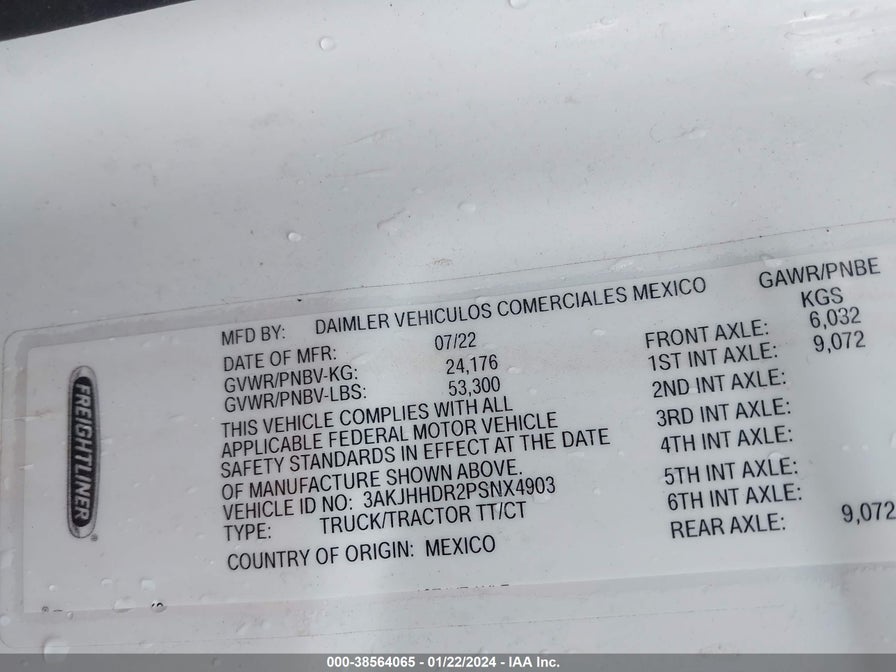 MFD BY: DAIMLER VEHICULOS COMERCIALES MEXICO
GAWR/PNBE
KGS
DATE OF MFR: 07/22
FRONT AXLE: 6,032
GVWR/PNBV-KG: 24,176
1ST INT AXLE: 9,072
GVWR/PNBV-LBS: 53,300
2ND INT AXLE:
THIS VEHICLE COMPLIES WITH ALL
3RD INT AXLE:
APPLICABLE FEDERAL MOTOR VEHICLE
4TH INT AXLE:
SAFETY STANDARDS IN EFFECT AT THE DATE
OF MANUFACTURE SHOWN ABOVE.
5TH INT AXLE:
VEHICLE ID NO: 3AKJHHDR2PSNX4903
6TH INT AXLE:
TYPE: TRUCK/TRACTOR TT/CT
REAR AXLE: 9,072
COUNTRY OF ORIGIN: MEXICO
FREIGHTLINER®
000-38564065 - 01/22/2024 - IAA Inc.